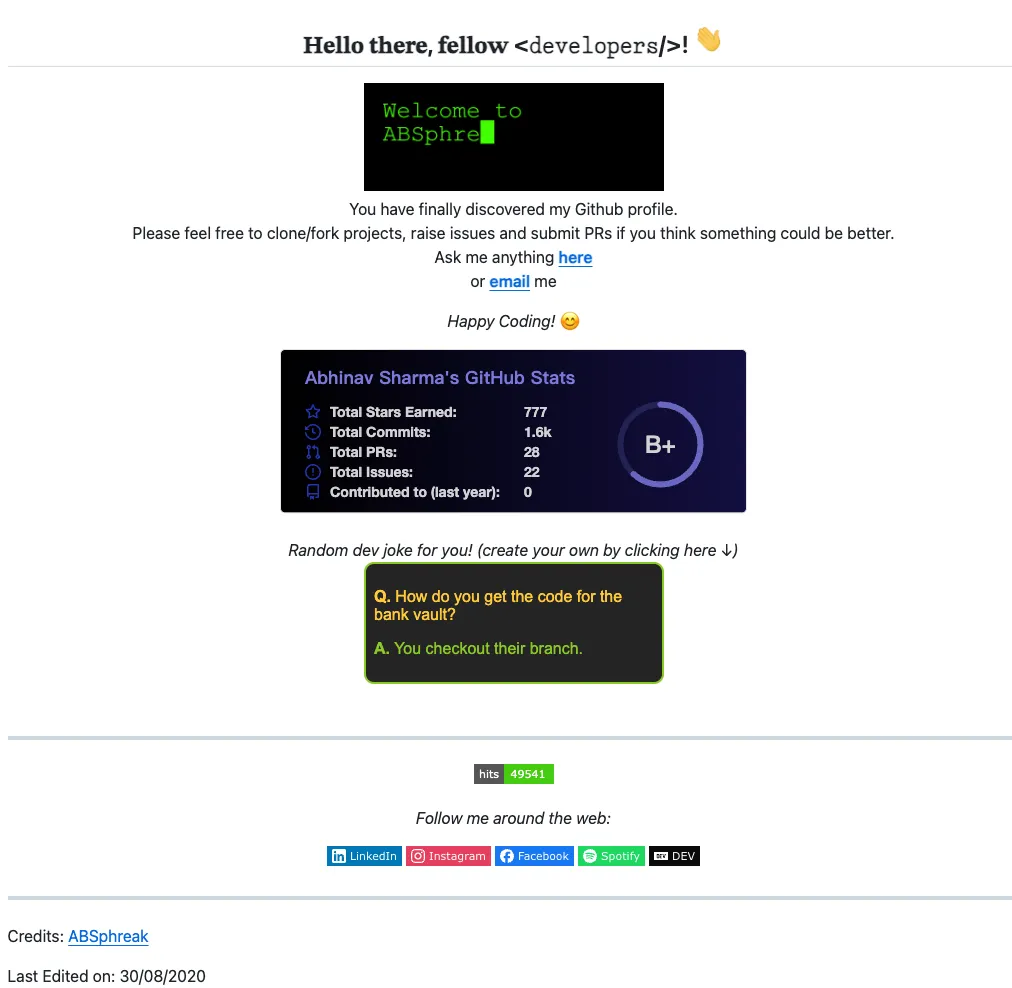 Hello there, fellow <developers/>! 👋
Welcome to
ABSphre
You have finally discovered my Github profile.
Please feel free to clone/fork projects, raise issues and submit PRs if you think something could be better.
Ask me anything here
or email me
Happy Coding! 😊
Abhinav Sharma's GitHub Stats
Total Stars Earned: 777
Total Commits: 1.6k
Total PRs: 28
Total Issues: 22
Contributed to (last year): 0
B+
Random dev joke for you! (create your own by clicking here ↓)
Q. How do you get the code for the
bank vault?
A. You checkout their branch.
hits 49541
Follow me around the web:
LinkedIn Instagram Facebook Spotify DEV DEV
Credits: ABSphreak
Last Edited on: 30/08/2020